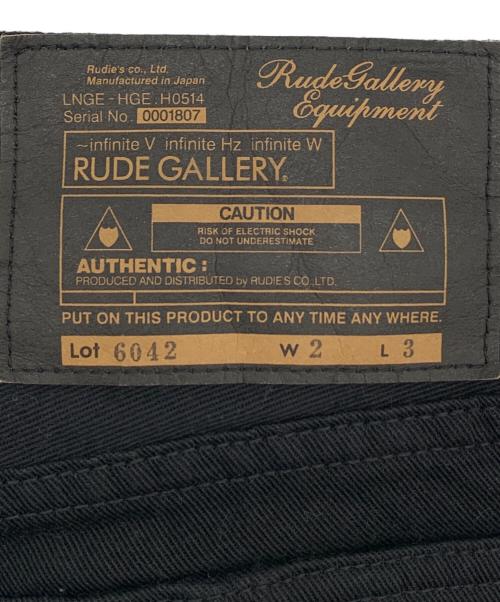 Rudie's co., Ltd.
Manufactured in Japan
LNGE - HGE . H0514
Serial No. 0001807
RudeGallery
Equipment
~infinite V infinite Hz infinite W
RUDE GALLERY®
CAUTION
RISK OF ELECTRIC SHOCK
DO NOT UNDERESTIMATE
AUTHENTIC :
PRODUCED AND DISTRIBUTED by RUDIE'S CO.,LTD.
PUT ON THIS PRODUCT TO ANY TIME ANY WHERE.
Lot 6042 W 2 L 3